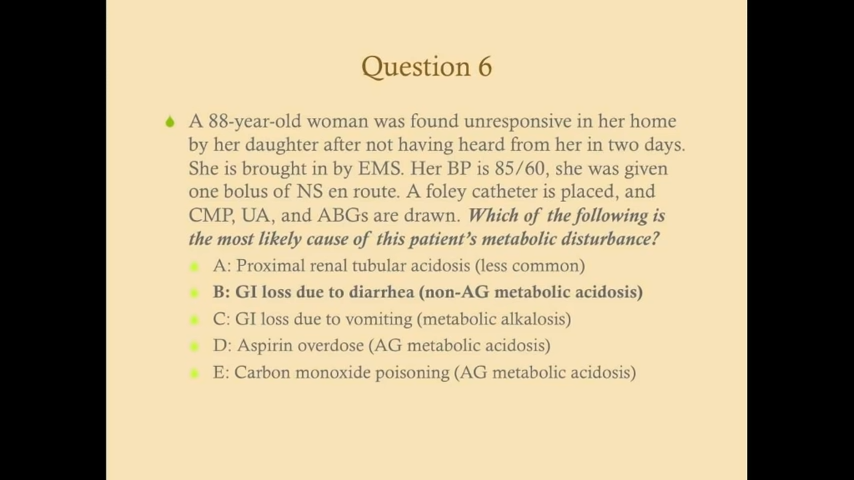 Question 6
A 88-year-old woman was found unresponsive in her home
by her daughter after not having heard from her in two days.
She is brought in by EMS. Her BP is 85/60, she was given
one bolus of NS en route. A foley catheter is placed, and
CMP, UA, and ABGs are drawn. Which of the following is
the most likely cause of this patient's metabolic disturbance?
A: Proximal renal tubular acidosis (less common)
B: GI loss due to diarrhea (non-AG metabolic acidosis)
C: GI loss due to vomiting (metabolic alkalosis)
D: Aspirin overdose (AG metabolic acidosis)
E: Carbon monoxide poisoning (AG metabolic acidosis)